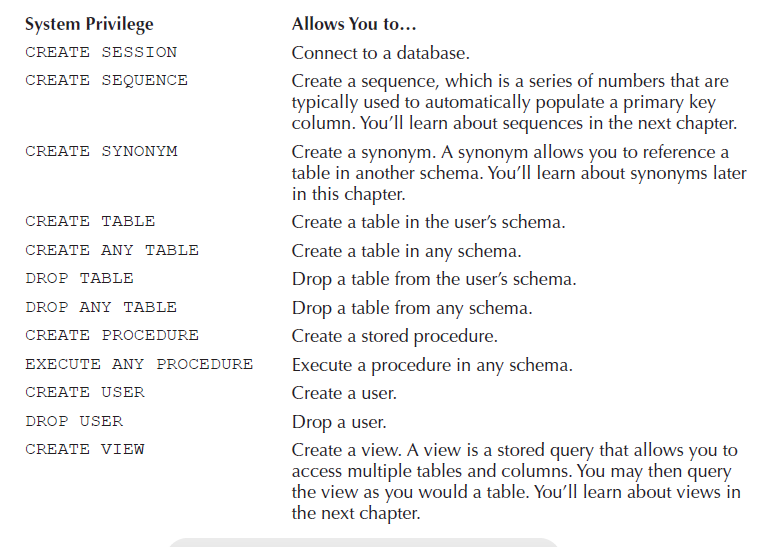 System Privilege Allows You to…
CREATE SESSION Connect to a database.
CREATE SEQUENCE Create a sequence, which is a series of numbers that are
typically used to automatically populate a primary key
column. You’ll learn about sequences in the next chapter.
CREATE SYNONYM Create a synonym. A synonym allows you to reference a
table in another schema. You’ll learn about synonyms later
in this chapter.
CREATE TABLE Create a table in the user’s schema.
CREATE ANY TABLE Create a table in any schema.
DROP TABLE Drop a table from the user’s schema.
DROP ANY TABLE Drop a table from any schema.
CREATE PROCEDURE Create a stored procedure.
EXECUTE ANY PROCEDURE Execute a procedure in any schema.
CREATE USER Create a user.
DROP USER Drop a user.
CREATE VIEW Create a view. A view is a stored query that allows you to
access multiple tables and columns. You may then query
the view as you would a table. You’ll learn about views in
the next chapter.